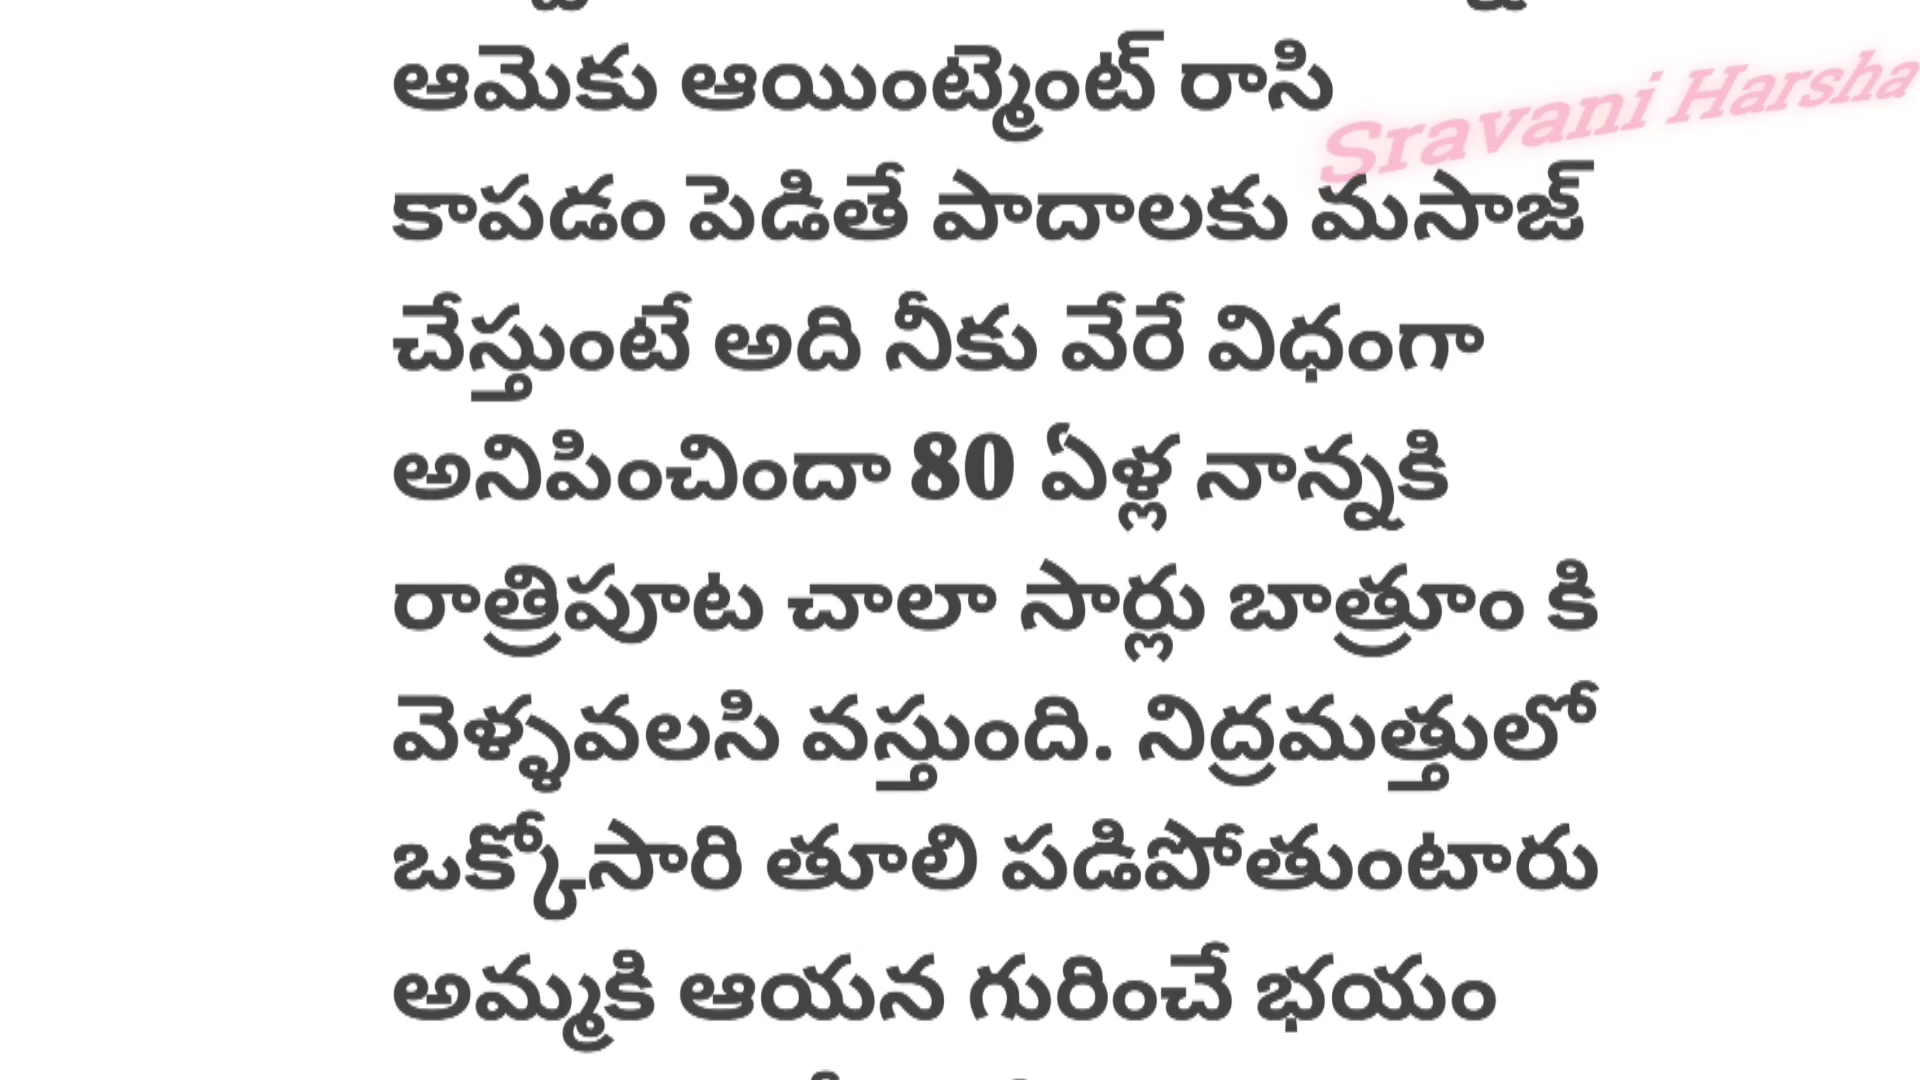 ఆమెకు ఆయింట్మెంట్ రాసి
Sravani Harsha
కాపడం పెడితే పాదాలకు మసాజ్
చేస్తుంటే అది నీకు వేరే విధంగా
అనిపించిందా 80 ఏళ్ల నాన్నకి
రాత్రిపూట చాలా సార్లు బాత్రూం కి
వెళ్ళవలసి వస్తుంది. నిద్రమత్తులో
ఒక్కోసారి తూలి పడిపోతుంటారు
అమ్మకి ఆయన గురించే భయం